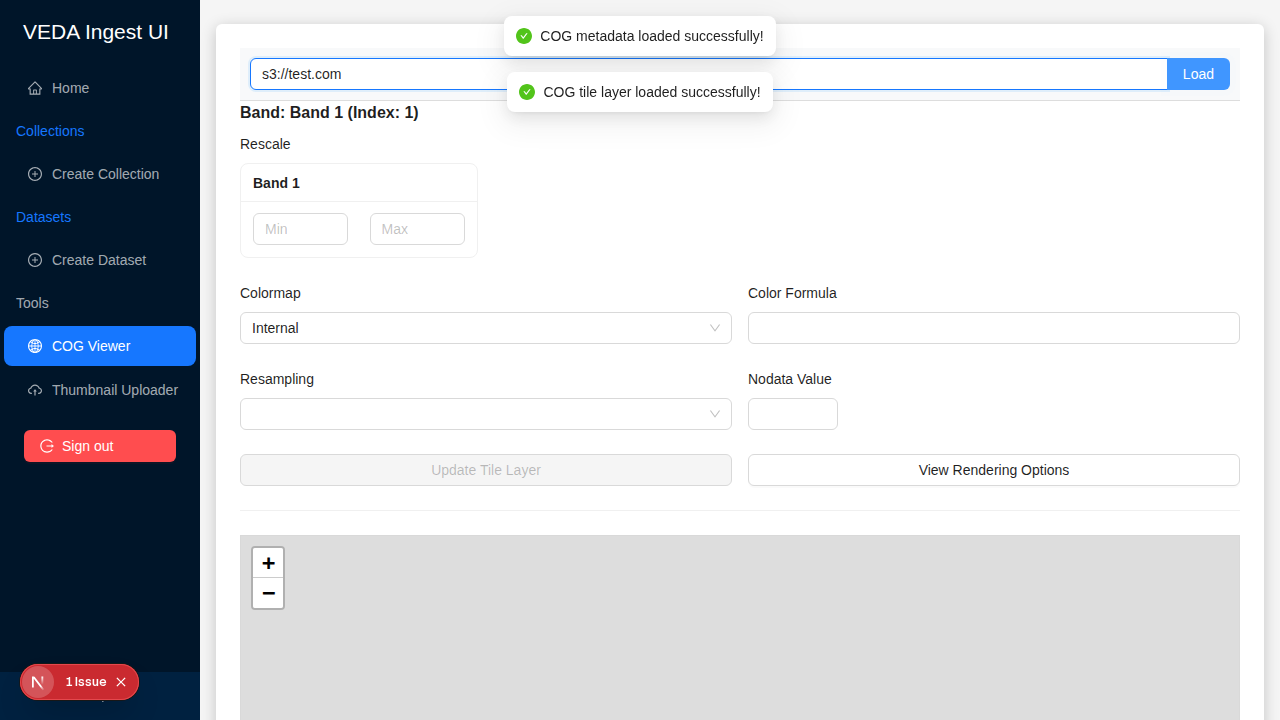 VEDA Ingest UI
Home
Collections
Create Collection
Datasets
Create Dataset
Tools
COG Viewer
Thumbnail Uploader
Sign out
1 Issue
COG metadata loaded successfully!
s3://test.com
Load
COG tile layer loaded successfully!
Band: Band 1 (Index: 1)
Rescale
Band 1
Min
Max
Colormap
Color Formula
Internal
Resampling
Nodata Value
Update Tile Layer
View Rendering Options
+
−